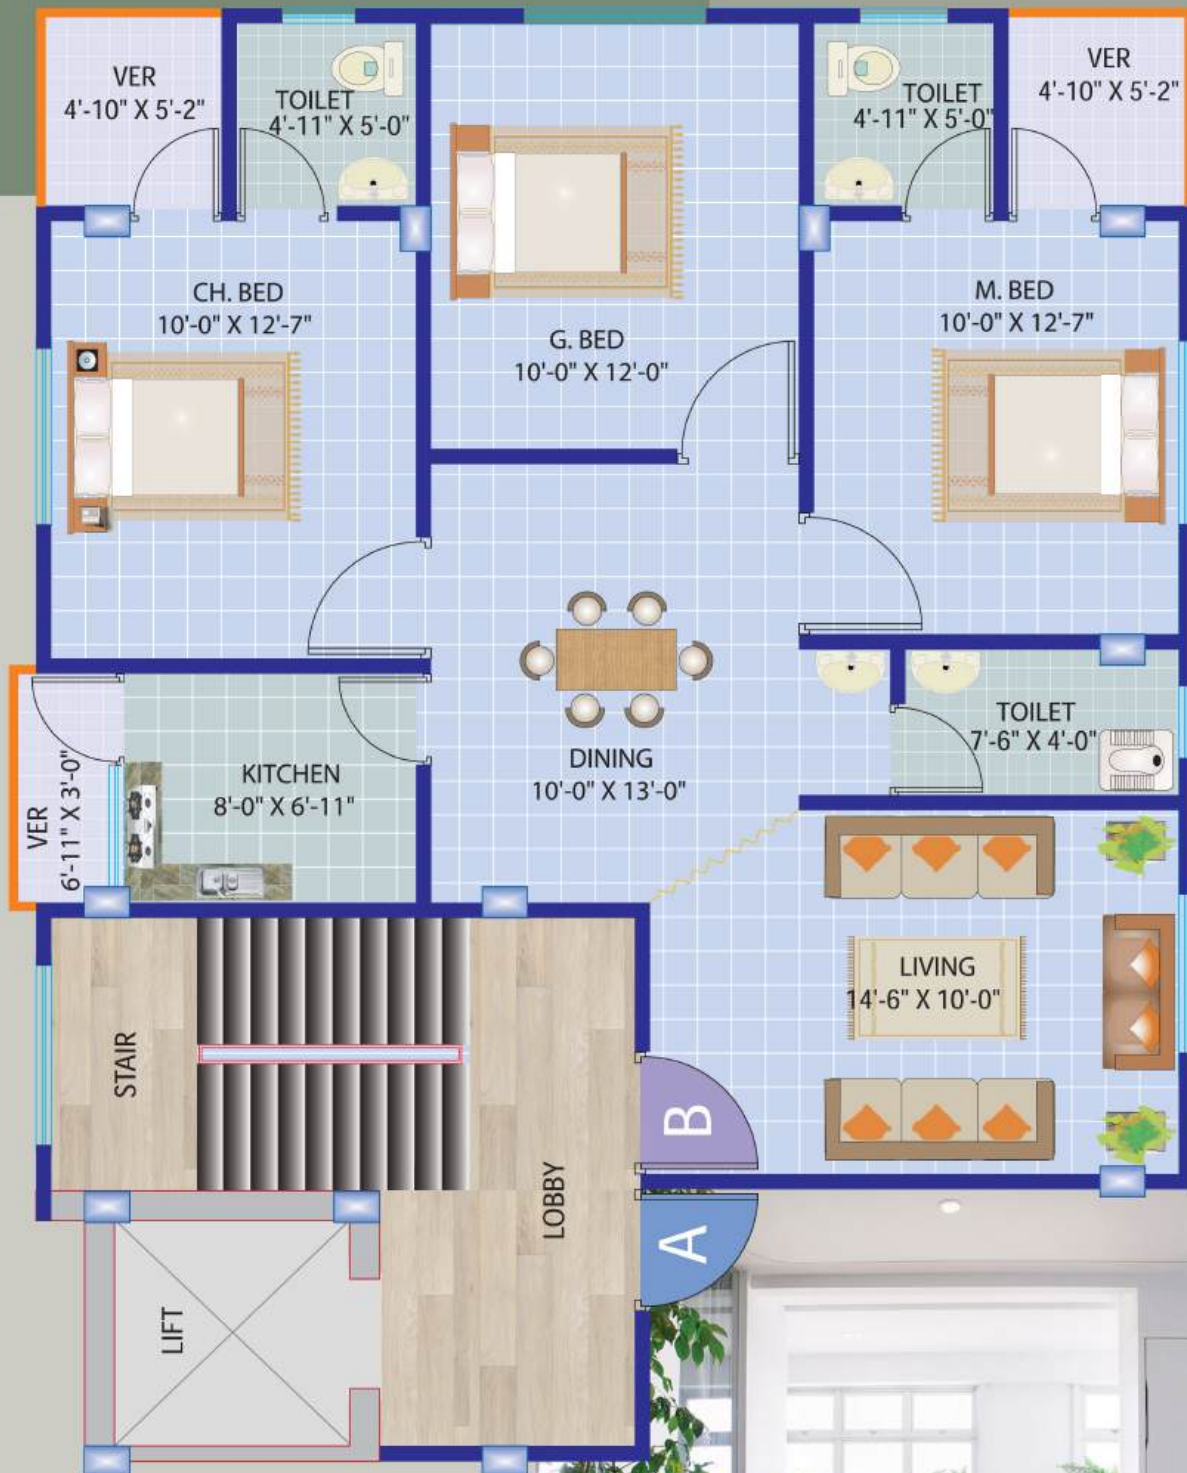 VER
4'-10" X 5'-2"
TOILET
4'-11" X 5'-0"
TOILET
4'-11" X 5'-0"
VER
4'-10" X 5'-2"
CH. BED
10'-0" X 12'-7"
G. BED
10'-0" X 12'-0"
M. BED
10'-0" X 12'-7"
VER
6'-11" X 3'-0"
KITCHEN
8'-0" X 6'-11"
DINING
10'-0" X 13'-0"
TOILET
7'-6" X 4'-0"
LIVING
14'-6" X 10'-0"
STAIR
LOBBY
B
A
LIFT